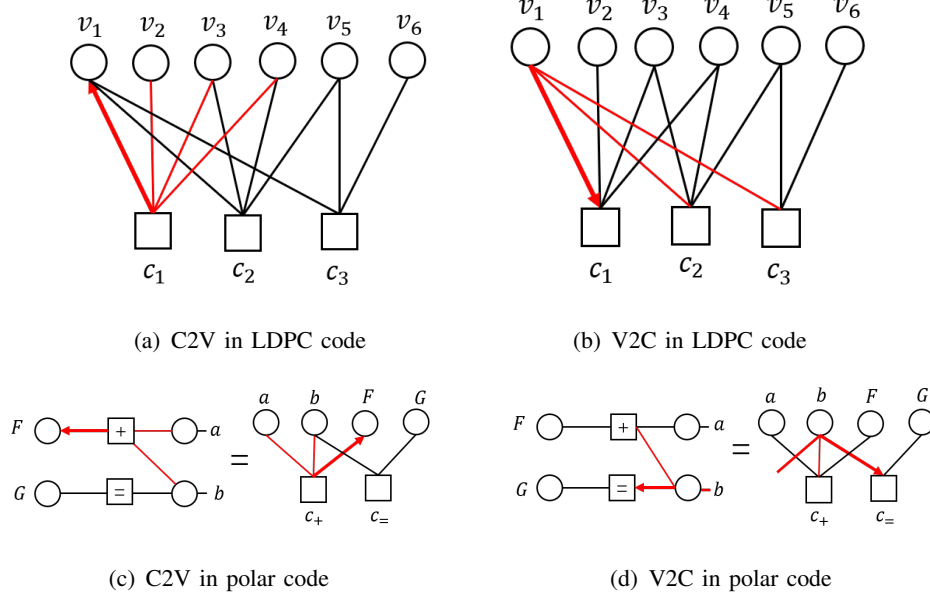 v₁ v₂ v₃ v₄ v₅ v₆
c₁ c₂ c₃
(a) C2V in LDPC code
v₁ v₂ v₃ v₄ v₅ v₆
c₁ c₂ c₃
(b) V2C in LDPC code
F + a
G = b
=
a b F G
c₊ c₌
(c) C2V in polar code
F + a
G = b
=
a b F G
c₊ c₌
(d) V2C in polar code